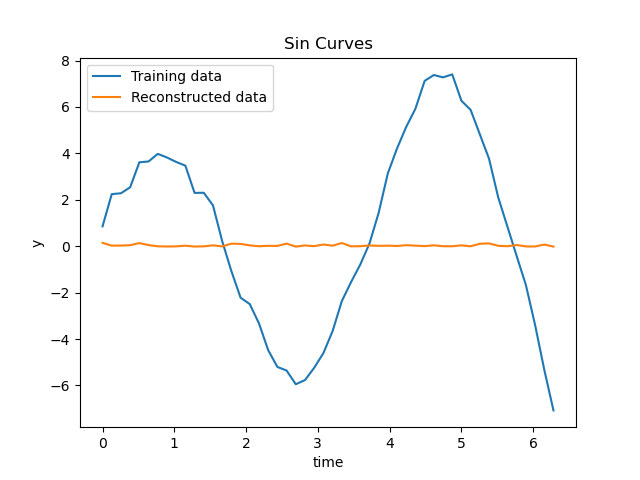 Sin Curves
Training data
Reconstructed data
8
6
4
2
0
−2
−4
−6
y
0 1 2 3 4 5 6
time